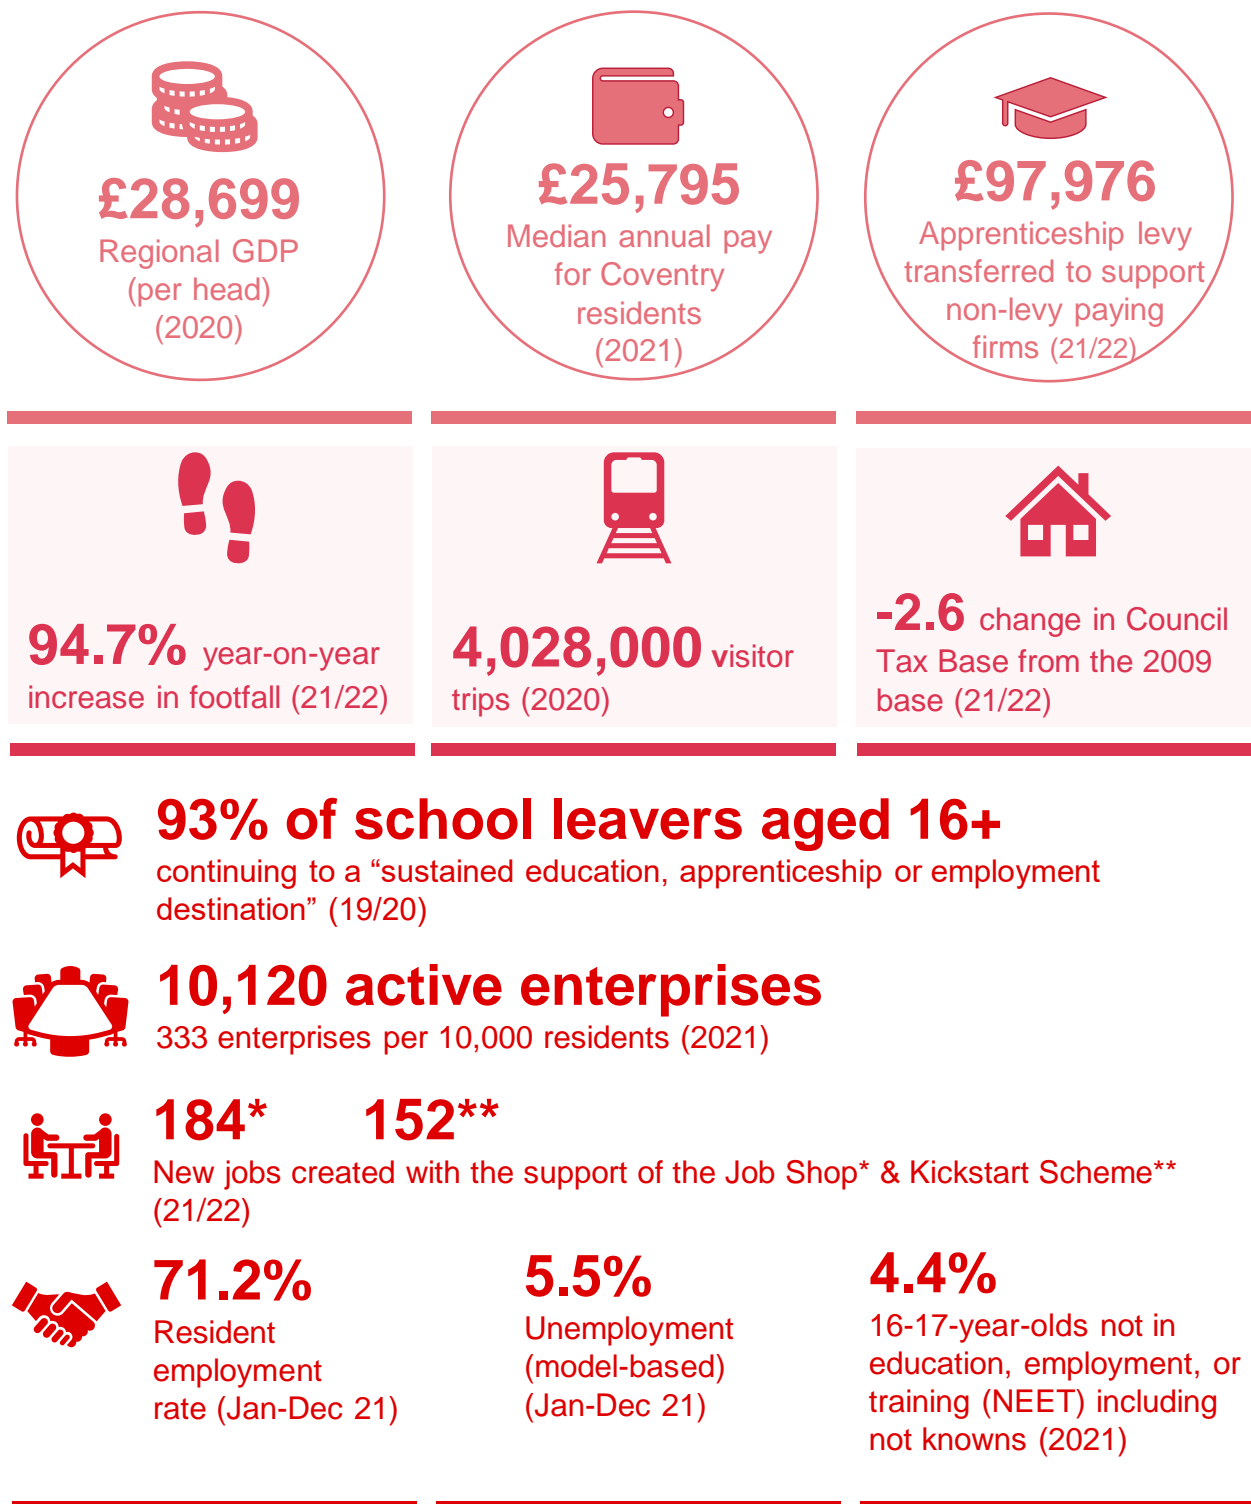 £28,699
Regional GDP
(per head)
(2020)
£25,795
Median annual pay
for Coventry
residents
(2021)
£97,976
Apprenticeship levy
transferred to support
non-levy paying
firms (21/22)
94.7% year-on-year
increase in footfall (21/22)
4,028,000 visitor
trips (2020)
-2.6 change in Council
Tax Base from the 2009
base (21/22)
93% of school leavers aged 16+
continuing to a “sustained education, apprenticeship or employment
destination” (19/20)
10,120 active enterprises
333 enterprises per 10,000 residents (2021)
184* 152**
New jobs created with the support of the Job Shop* & Kickstart Scheme**
(21/22)
71.2%
Resident
employment
rate (Jan-Dec 21)
5.5%
Unemployment
(model-based)
(Jan-Dec 21)
4.4%
16-17-year-olds not in
education, employment, or
training (NEET) including
not knowns (2021)